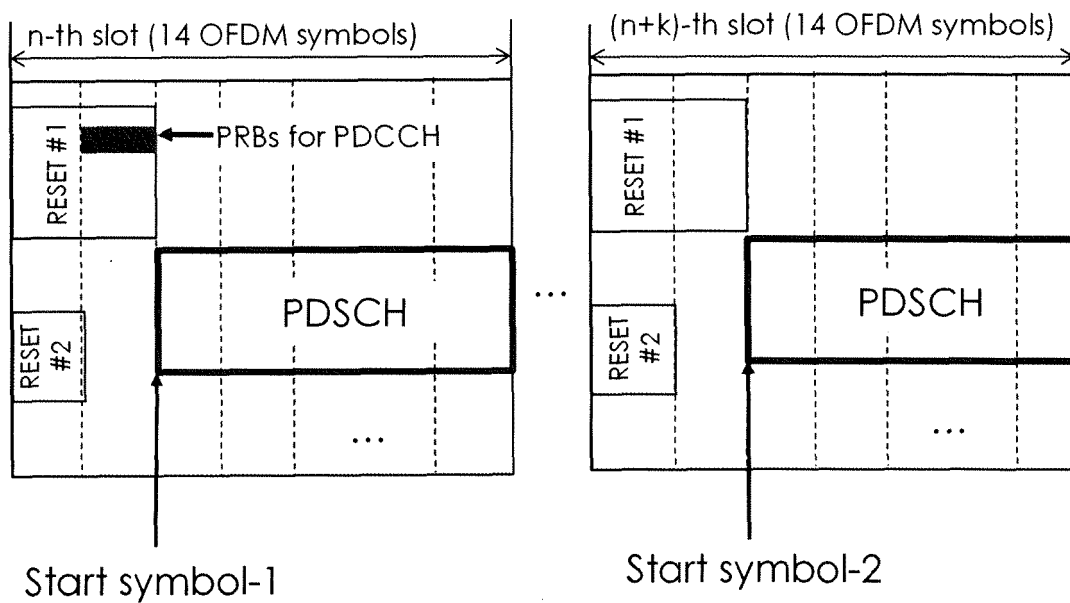 n-th slot (14 OFDM symbols)
(n+k)-th slot (14 OFDM symbols)
RESET #1
PRBs for PDCCH
RESET #1
PDSCH
...
PDSCH
RESET
#2
RESET
#2
...
...
Start symbol-1
Start symbol-2